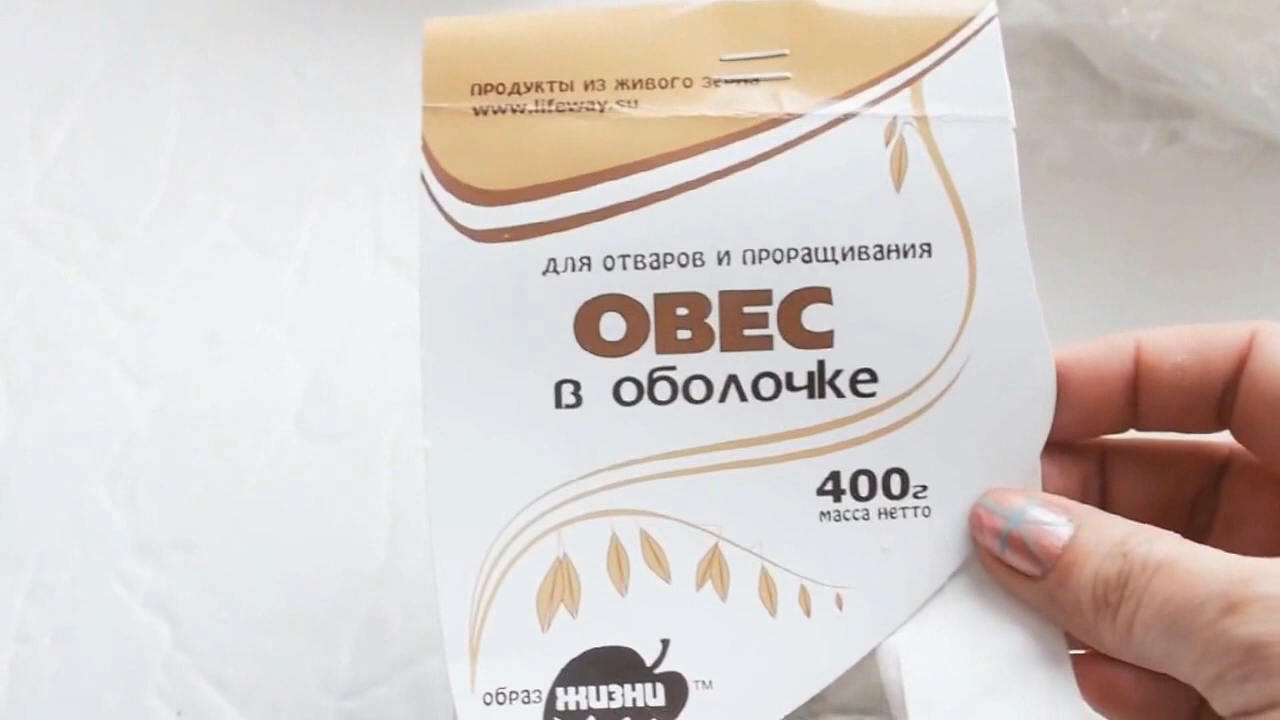 ПРОДУКТЫ ИЗ ЖИВОГО ЗЕРНА
www.lifeway.su
ДЛЯ ОТВАРОВ И ПРОРАЩИВАНИЯ
ОВЕС
в оболочке
400г
масса нетто
образ жизни ™